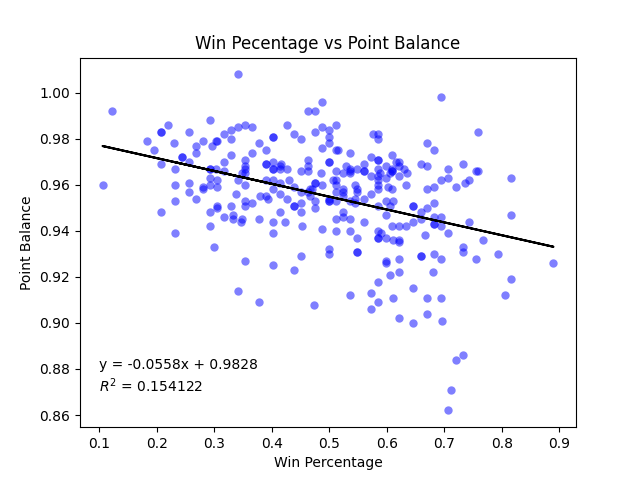 Win Pecentage vs Point Balance
Point Balance
1.00
0.98
0.96
0.94
0.92
0.90
0.88
0.86
y = -0.0558x + 0.9828
R² = 0.154122
0.1 0.2 0.3 0.4 0.5 0.6 0.7 0.8 0.9
Win Percentage